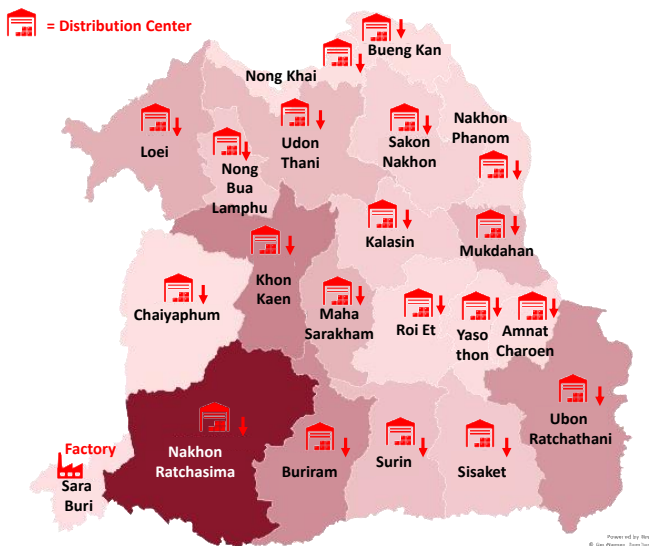 = Distribution Center
Bueng Kan
Nong Khai
Nakhon
Phanom
Loei
Udon
Thani
Sakon
Nakhon
Nong
Bua
Lamphu
Kalasin
Mukdahan
Khon
Kaen
Chaiyaphum
Maha
Sarakham
Roi Et
Yaso
thon
Amnat
Charoen
Ubon
Ratchathani
Factory
Nakhon
Ratchasima
Buriram
Surin
Sisaket
Sara
Buri
Powered by